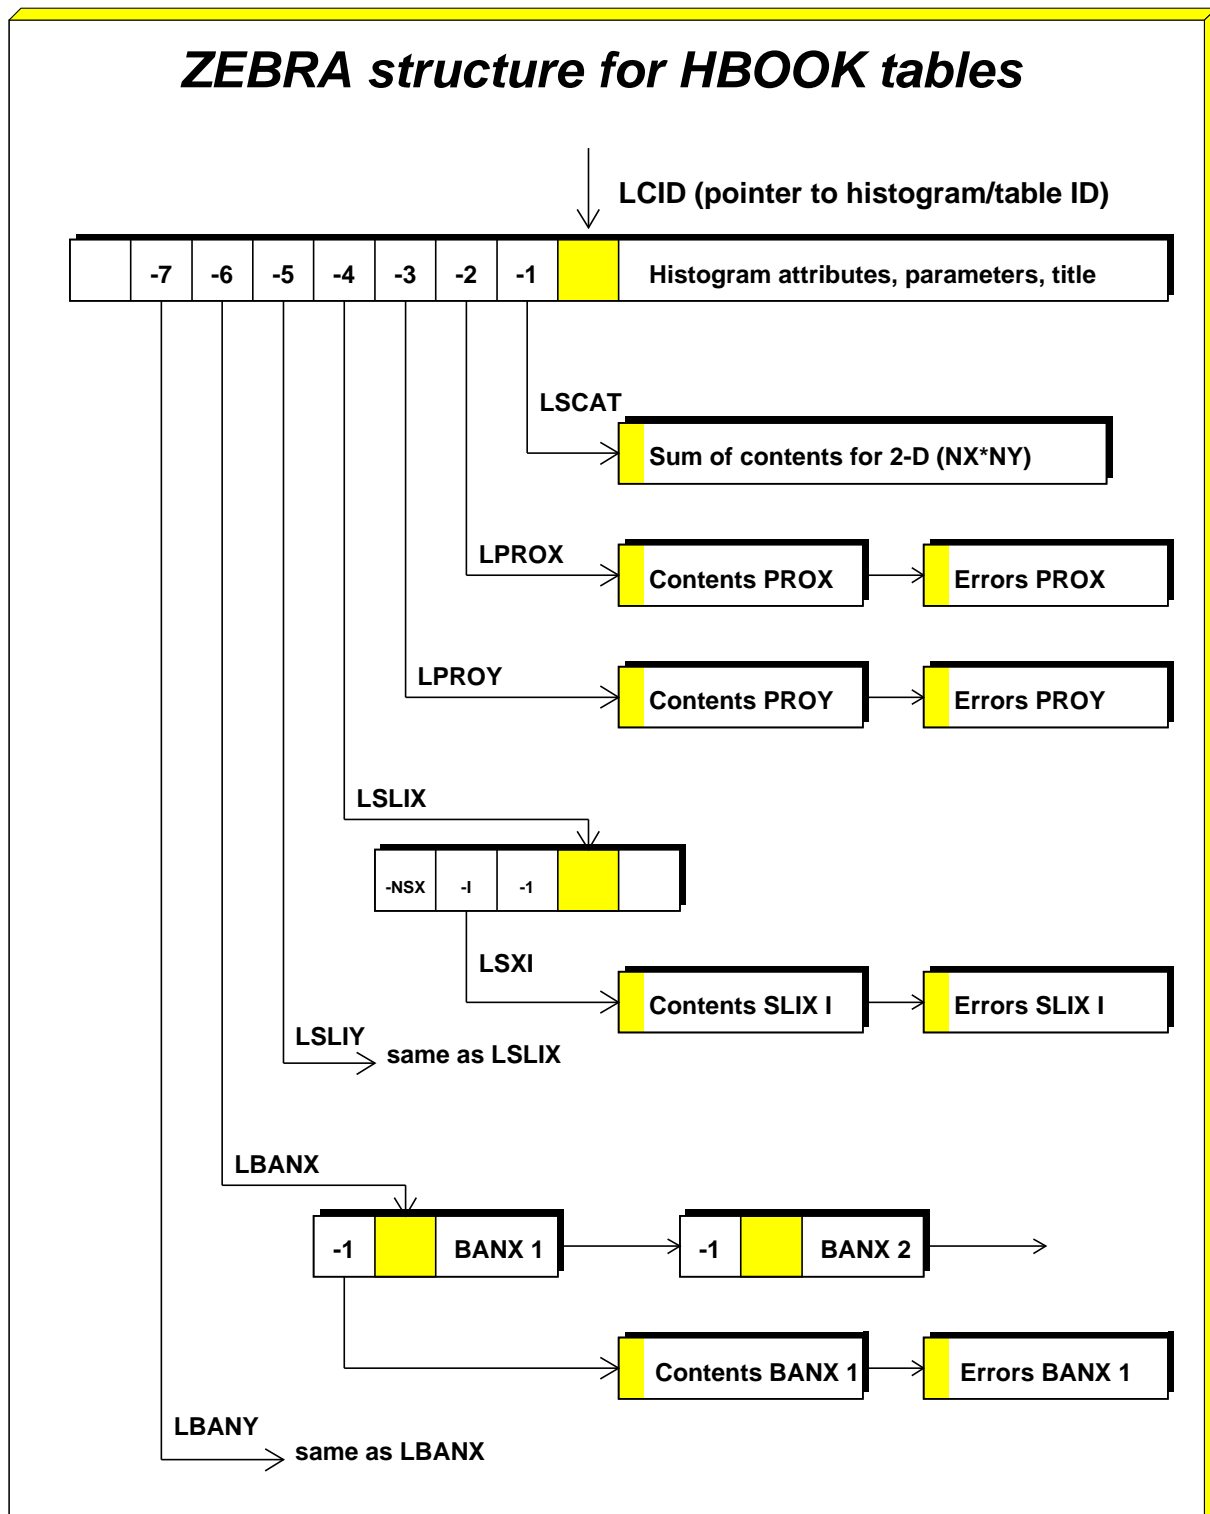 ZEBRA structure for HBOOK tables
LCID (pointer to histogram/table ID)
-7 -6 -5 -4 -3 -2 -1 Histogram attributes, parameters, title
LSCAT
Sum of contents for 2-D (NX*NY)
LPROX
Contents PROX Errors PROX
LPROY
Contents PROY Errors PROY
LSLIX
-NSX -I -1
LSXI
Contents SLIX I Errors SLIX I
LSLIY
same as LSLIX
LBANX
-1 BANX 1 -1 BANX 2
Contents BANX 1 Errors BANX 1
LBANY
same as LBANX